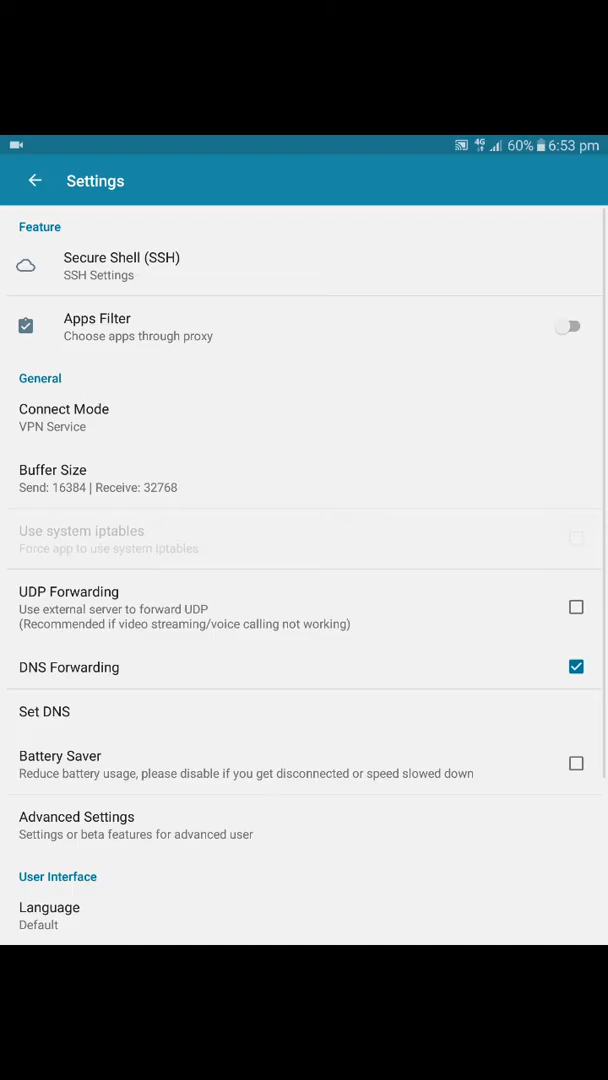 4G 60% 6:53 pm
Settings
Feature
Secure Shell (SSH)
SSH Settings
Apps Filter
Choose apps through proxy
General
Connect Mode
VPN Service
Buffer Size
Send: 16384 | Receive: 32768
Use system iptables
Force app to use system iptables
UDP Forwarding
Use external server to forward UDP
(Recommended if video streaming/voice calling not working)
DNS Forwarding
Set DNS
Battery Saver
Reduce battery usage, please disable if you get disconnected or speed slowed down
Advanced Settings
Settings or beta features for advanced user
User Interface
Language
Default